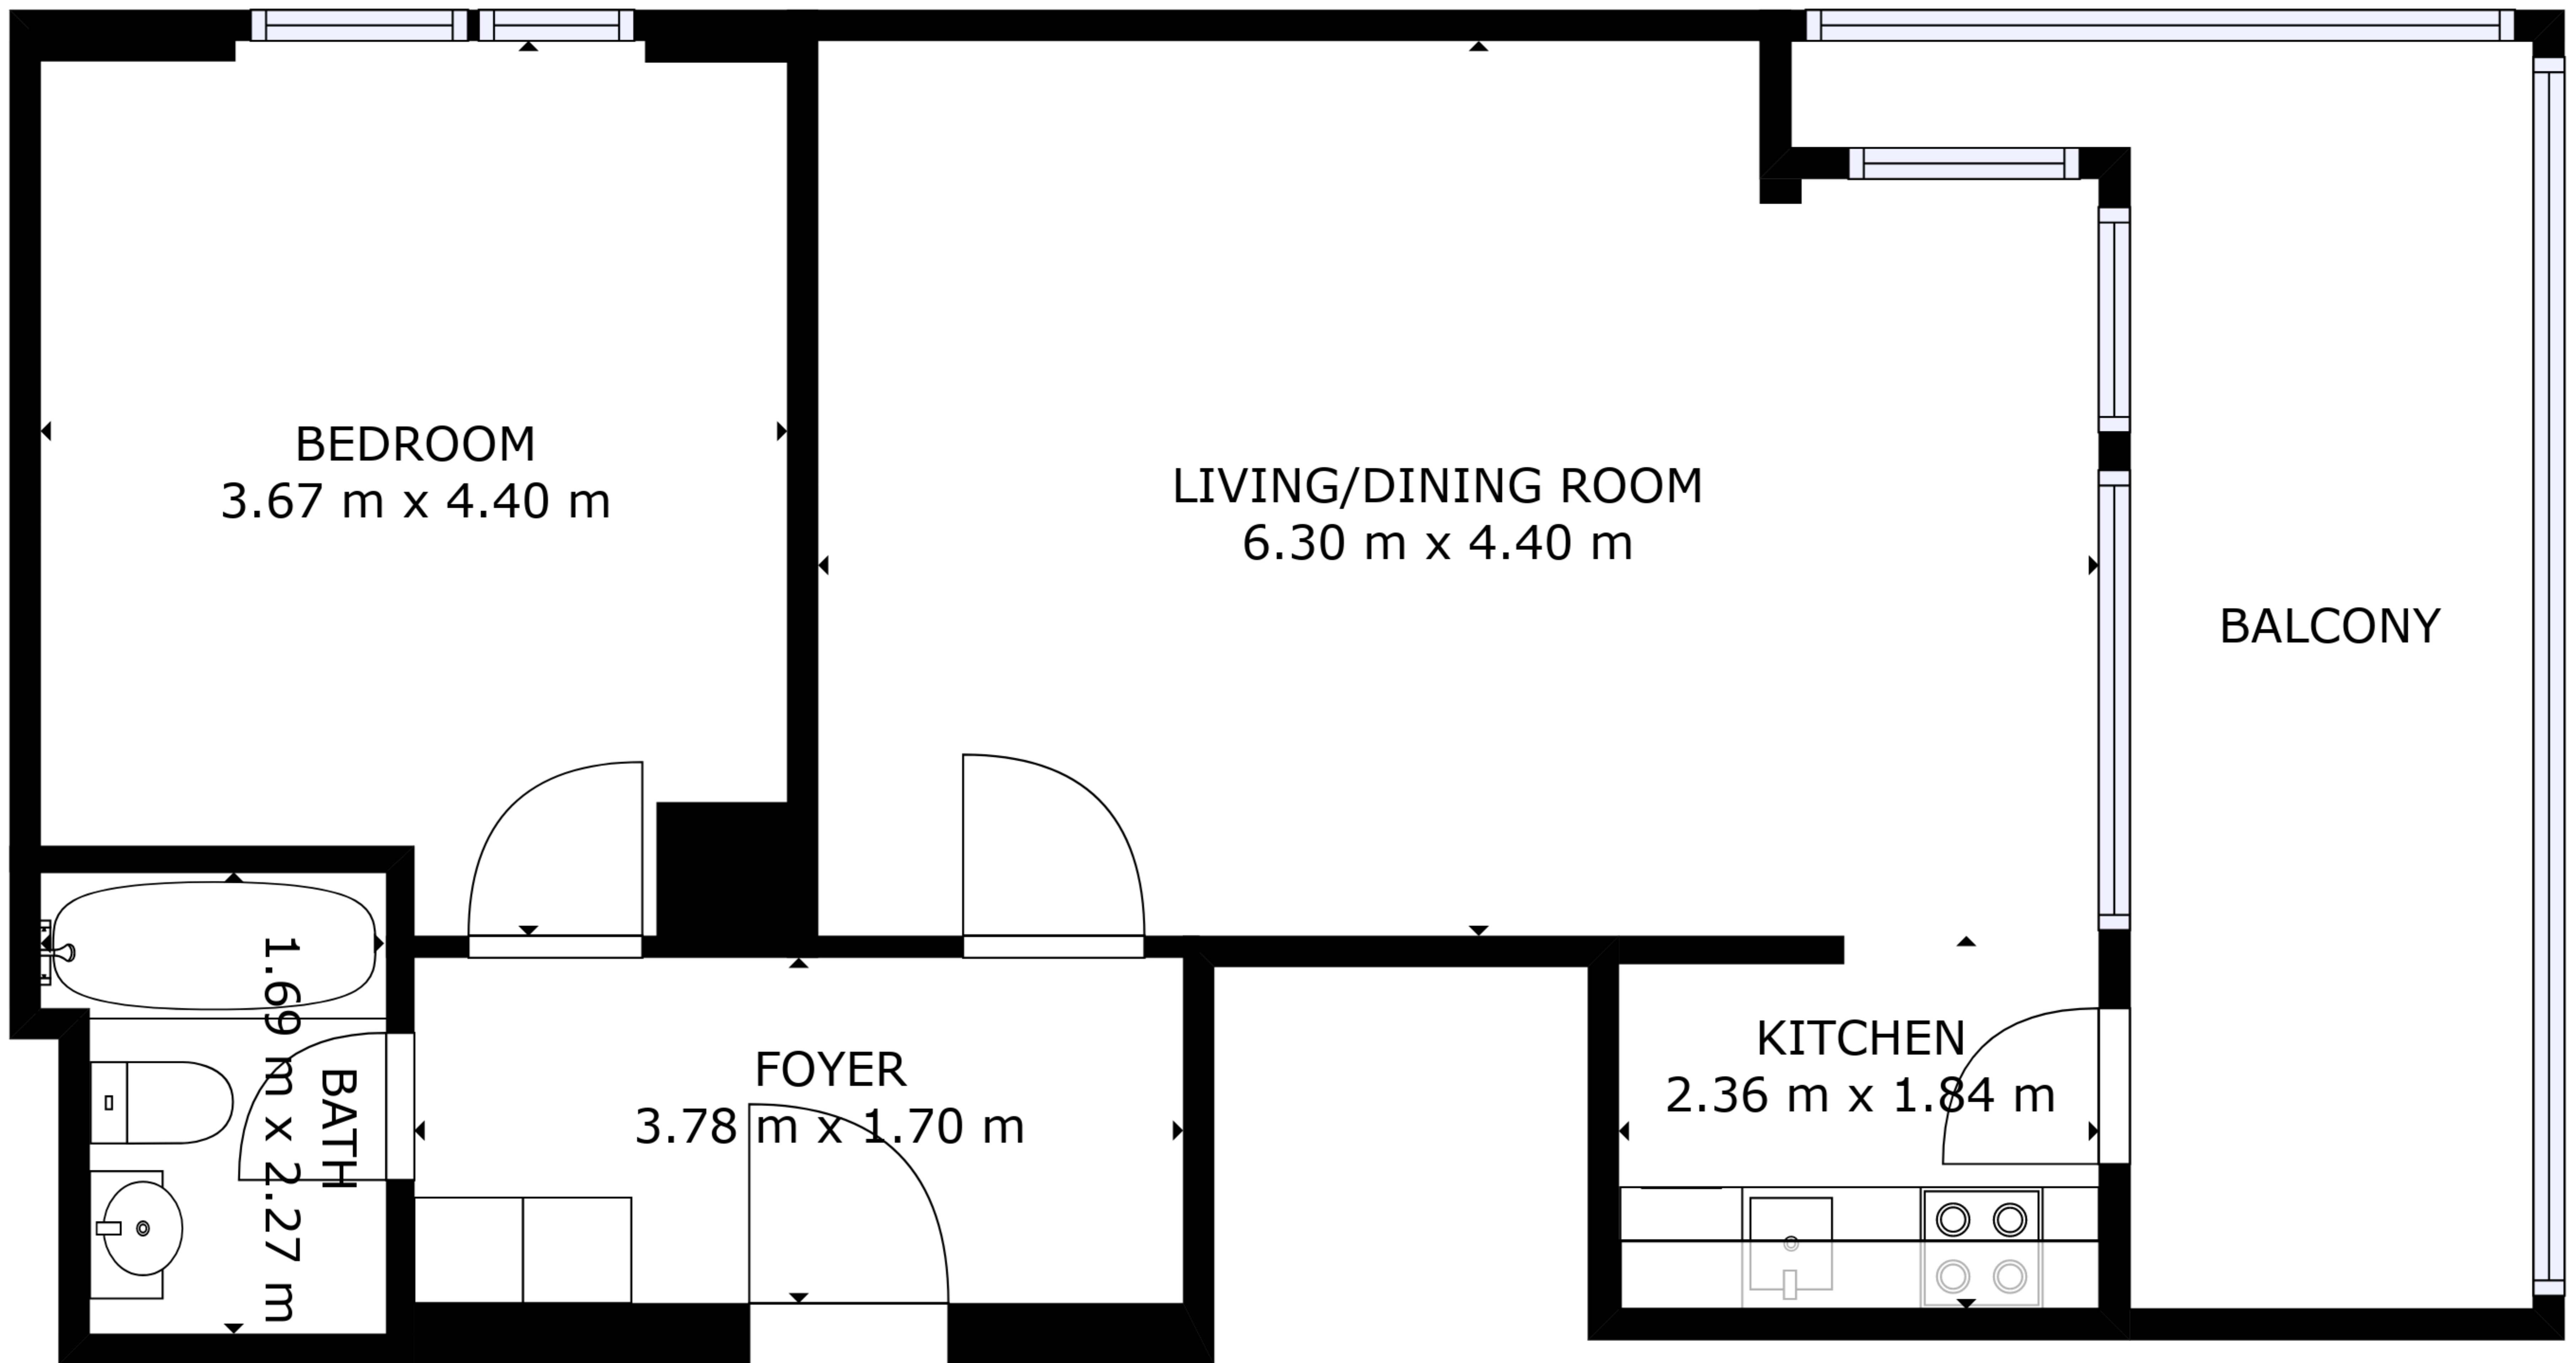 BEDROOM
3.67 m x 4.40 m
LIVING/DINING ROOM
6.30 m x 4.40 m
BALCONY
BATH
1.69 m x 2.27 m
FOYER
3.78 m x 1.70 m
KITCHEN
2.36 m x 1.84 m